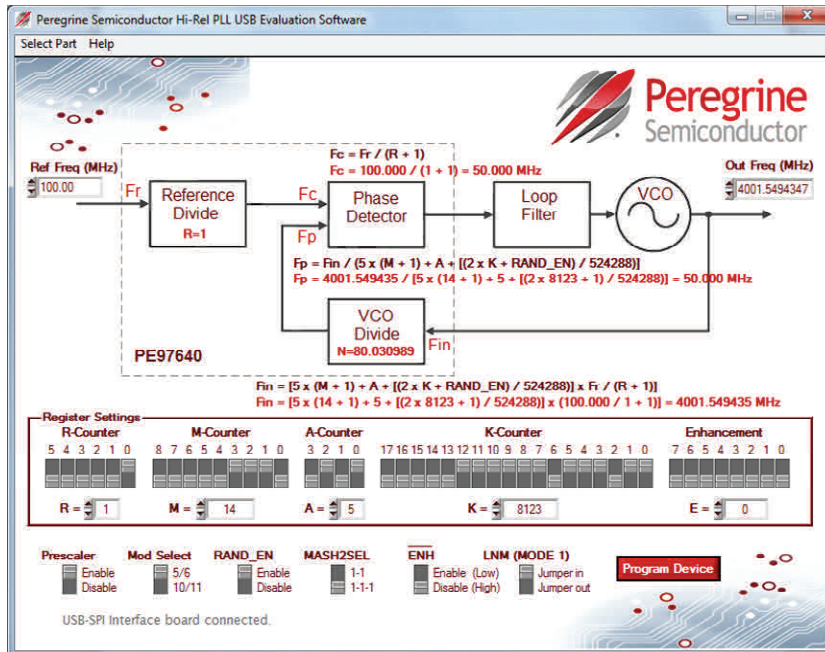 Peregrine Semiconductor Hi-Rel PLL USB Evaluation Software
Select Part Help
Peregrine
Semiconductor
Ref Freq (MHz)
100.00
Fc = Fr / (R + 1)
Fc = 100.000 / (1 + 1) = 50.000 MHz
Out Freq (MHz)
4001.5494347
Fr
Reference
Divide
R=1
Fc
Fp
Phase
Detector
Loop
Filter
VCO
Fp = Fin / (5 x (M + 1) + A + [(2 x K + RAND_EN) / 524288)]
Fp = 4001.549435 / [5 x (14 + 1) + 5 + [(2 x 8123 + 1) / 524288)] = 50.000 MHz
VCO
Divide
N=80.030989
Fin
PE97640
Fin = [5 x (M + 1) + A + [(2 x K + RAND_EN) / 524288)] x Fr / (R + 1)]
Fin = [5 x (14 + 1) + 5 + [(2 x 8123 + 1) / 524288)] x (100.000 / 1 + 1)] = 4001.549435 MHz
Register Settings
R-Counter M-Counter A-Counter K-Counter Enhancement
5 4 3 2 1 0 8 7 6 5 4 3 2 1 0 3 2 1 0 17 16 15 14 13 12 11 10 9 8 7 6 5 4 3 2 1 0 7 6 5 4 3 2 1 0
R = 1 M = 14 A = 5 K = 8123 E = 0
Prescaler Mod Select RAND_EN MASH2SEL ENH LNM (MODE 1)
Enable 5/6 Enable 1-1 Enable (Low) Jumper in
Disable 10/11 Disable 1-1-1 Disable (High) Jumper out
Program Device
USB-SPI Interface board connected.